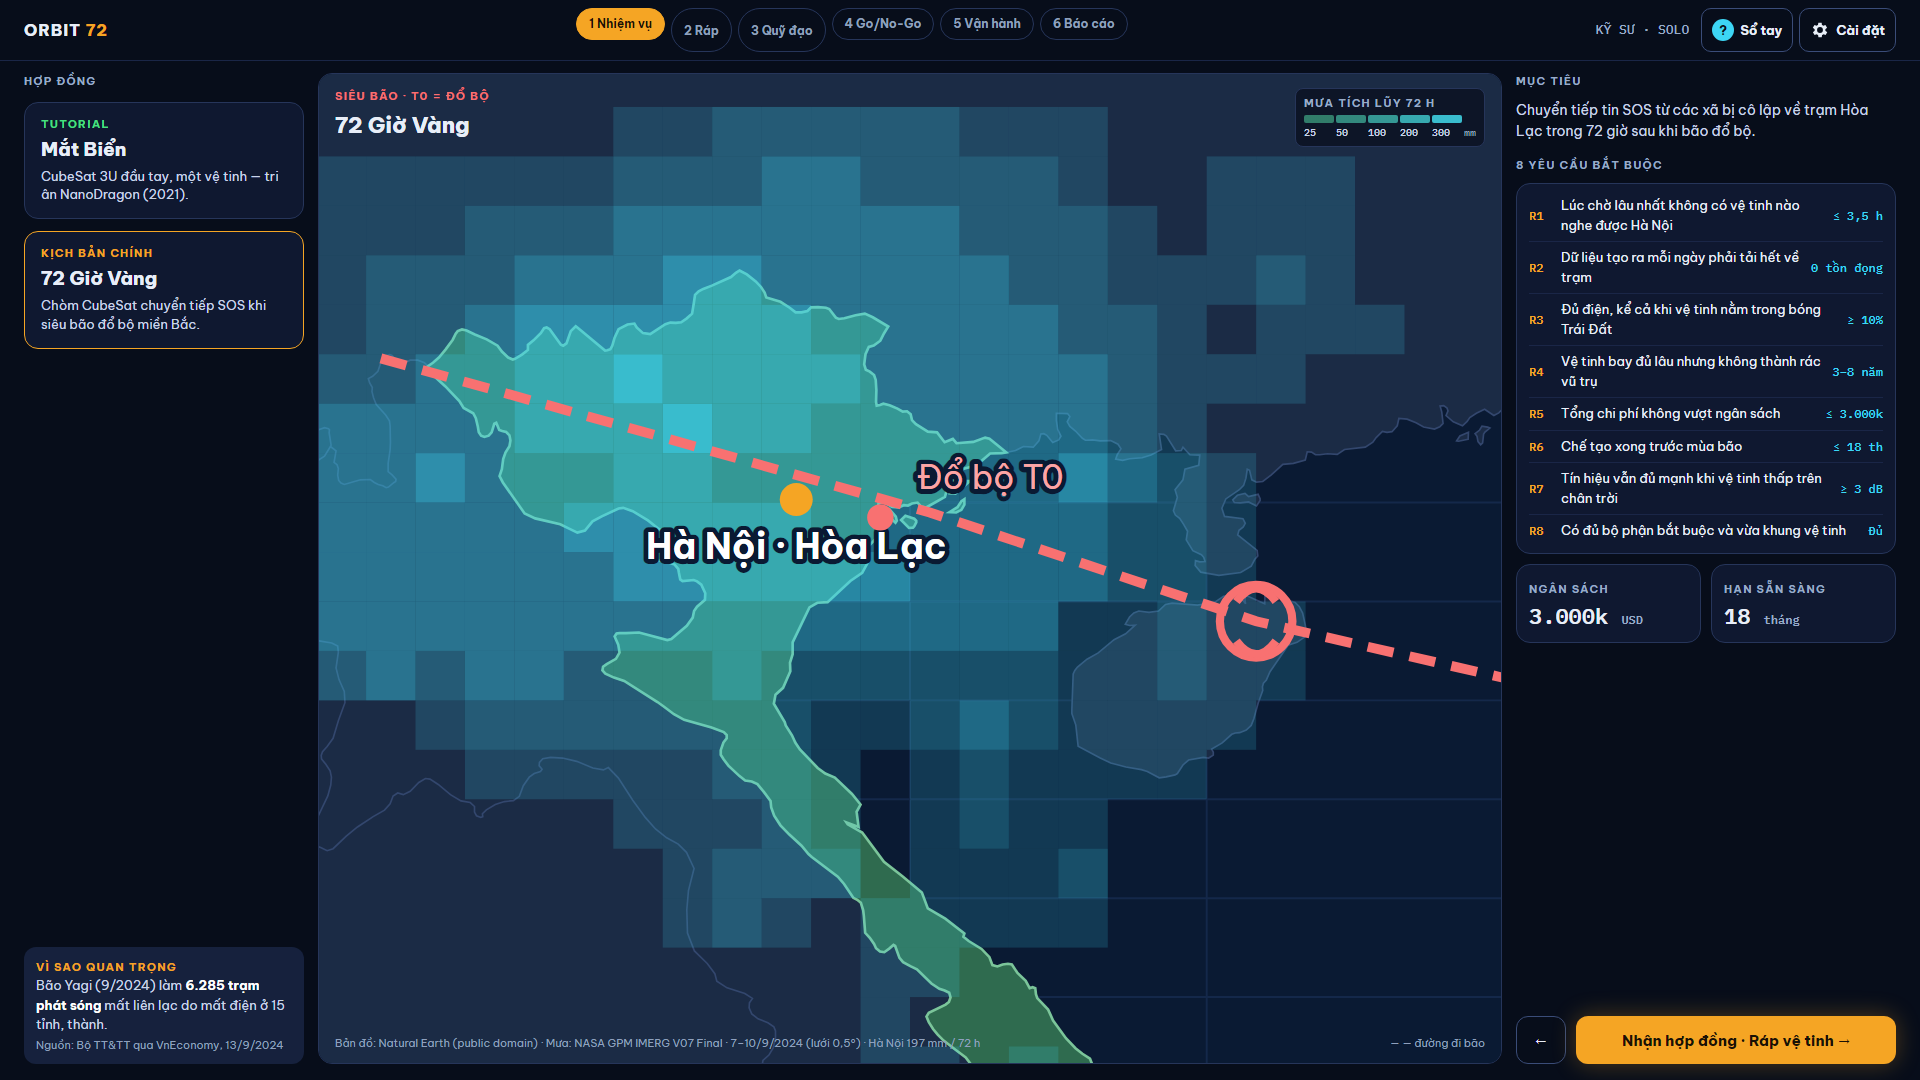 ORBIT 72
1 Nhiệm vụ
2 Ráp
3 Quỹ đạo
4 Go/No-Go
5 Vận hành
6 Báo cáo
KỸ SƯ · SOLO
? Sổ tay
Cài đặt
HỢP ĐỒNG
TUTORIAL
Mắt Biển
CubeSat 3U đầu tay, một vệ tinh — tri
ân NanoDragon (2021).
KỊCH BẢN CHÍNH
72 Giờ Vàng
Chòm CubeSat chuyển tiếp SOS khi
siêu bão đổ bộ miền Bắc.
VÌ SAO QUAN TRỌNG
Bão Yagi (9/2024) làm 6.285 trạm
phát sóng mất liên lạc do mất điện ở 15
tỉnh, thành.
Nguồn: Bộ TT&TT qua VnEconomy, 13/9/2024
SIÊU BÃO · T0 = ĐỔ BỘ
72 Giờ Vàng
MƯA TÍCH LŨY 72 H
25 50 100 200 300 mm
Đổ bộ T0
Hà Nội · Hòa Lạc
Bản đồ: Natural Earth (public domain) · Mưa: NASA GPM IMERG V07 Final · 7–10/9/2024 (lưới 0,5°) · Hà Nội 197 mm / 72 h
— — đường đi bão
MỤC TIÊU
Chuyển tiếp tin SOS từ các xã bị cô lập về trạm Hòa
Lạc trong 72 giờ sau khi bão đổ bộ.
8 YÊU CẦU BẮT BUỘC
R1 Lúc chờ lâu nhất không có vệ tinh nào
nghe được Hà Nội ≤ 3,5 h
R2 Dữ liệu tạo ra mỗi ngày phải tải hết về
trạm 0 tồn đọng
R3 Đủ điện, kể cả khi vệ tinh nằm trong bóng
Trái Đất ≥ 10%
R4 Vệ tinh bay đủ lâu nhưng không thành rác
vũ trụ 3–8 năm
R5 Tổng chi phí không vượt ngân sách ≤ 3.000k
R6 Chế tạo xong trước mùa bão ≤ 18 th
R7 Tín hiệu vẫn đủ mạnh khi vệ tinh thấp trên
chân trời ≥ 3 dB
R8 Có đủ bộ phận bắt buộc và vừa khung vệ tinh Đủ
NGÂN SÁCH
3.000k USD
HẠN SẴN SÀNG
18 tháng
←
Nhận hợp đồng · Ráp vệ tinh →